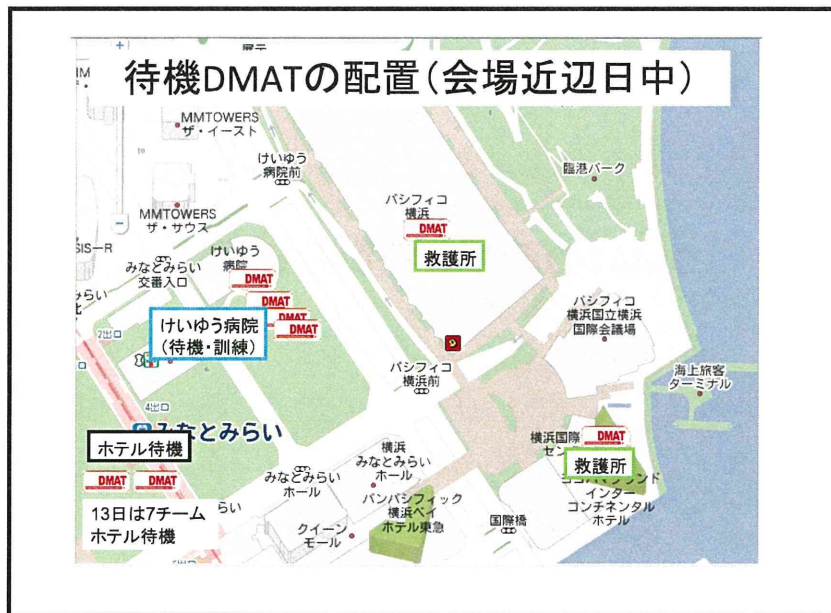 展示
待機DMATの配置(会場近辺日中)
MMTOWERS
ザ・イースト
けいゆう
病院前
臨港パーク
パシフィコ
横浜
DMAT
救護所
MMTOWERS
ザ・サウス
けいゆう
病院
みなとみらい
交番入口
DMAT
DMAT
DMAT
DMAT
けいゆう病院
(待機・訓練)
2出口
パシフィコ
横浜国立横浜
国際会議場
パシフィコ
横浜前
海上旅客
ターミナル
4出口
みなとみらい
ホテル待機
DMAT
DMAT
13日は7チーム
ホテル待機
横浜
みなとみらい
ホール
みなとみらい
ホール
横浜国際
DMAT
救護所
インター
コンチネンタル
ホテル
パンパシフィック
横浜ベイ
ホテル東急
国際橋
クイーン
モール